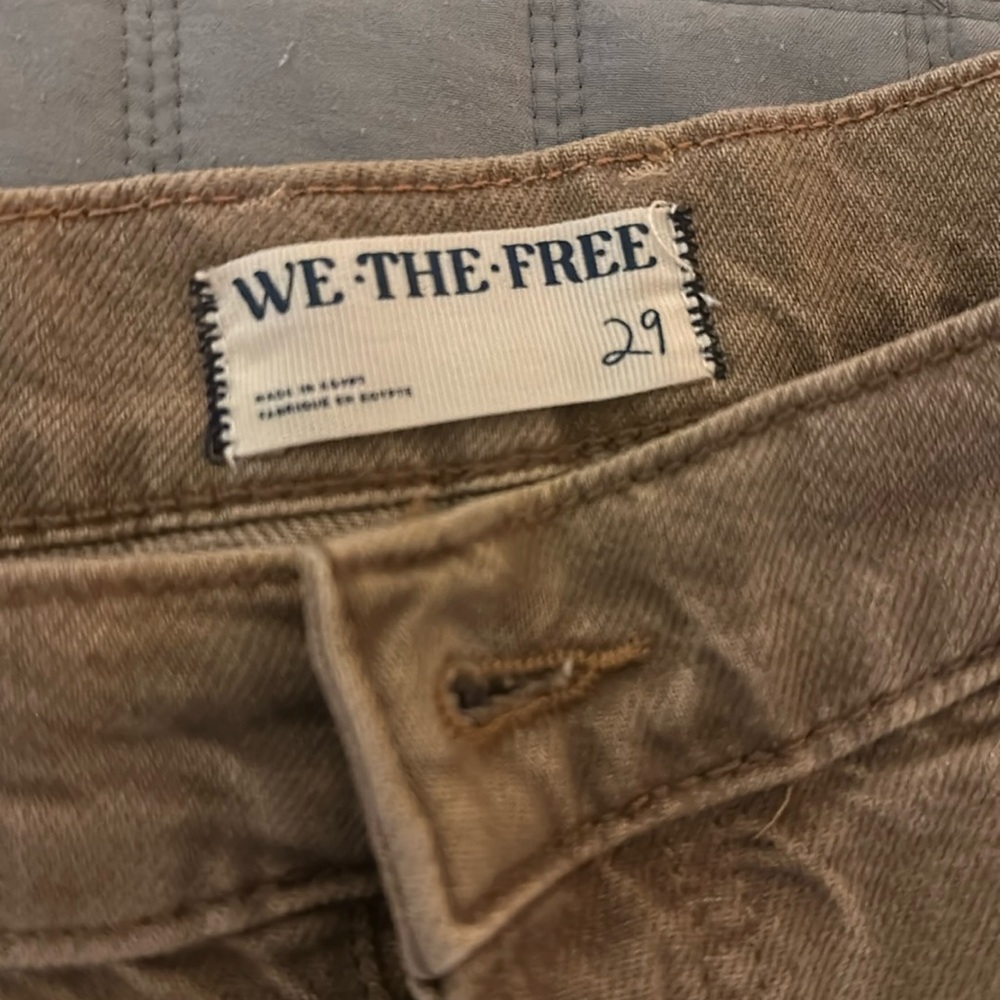 WE·THE·FREE
29
MADE IN EGYPT
FABRIQUE EN EGYPTE